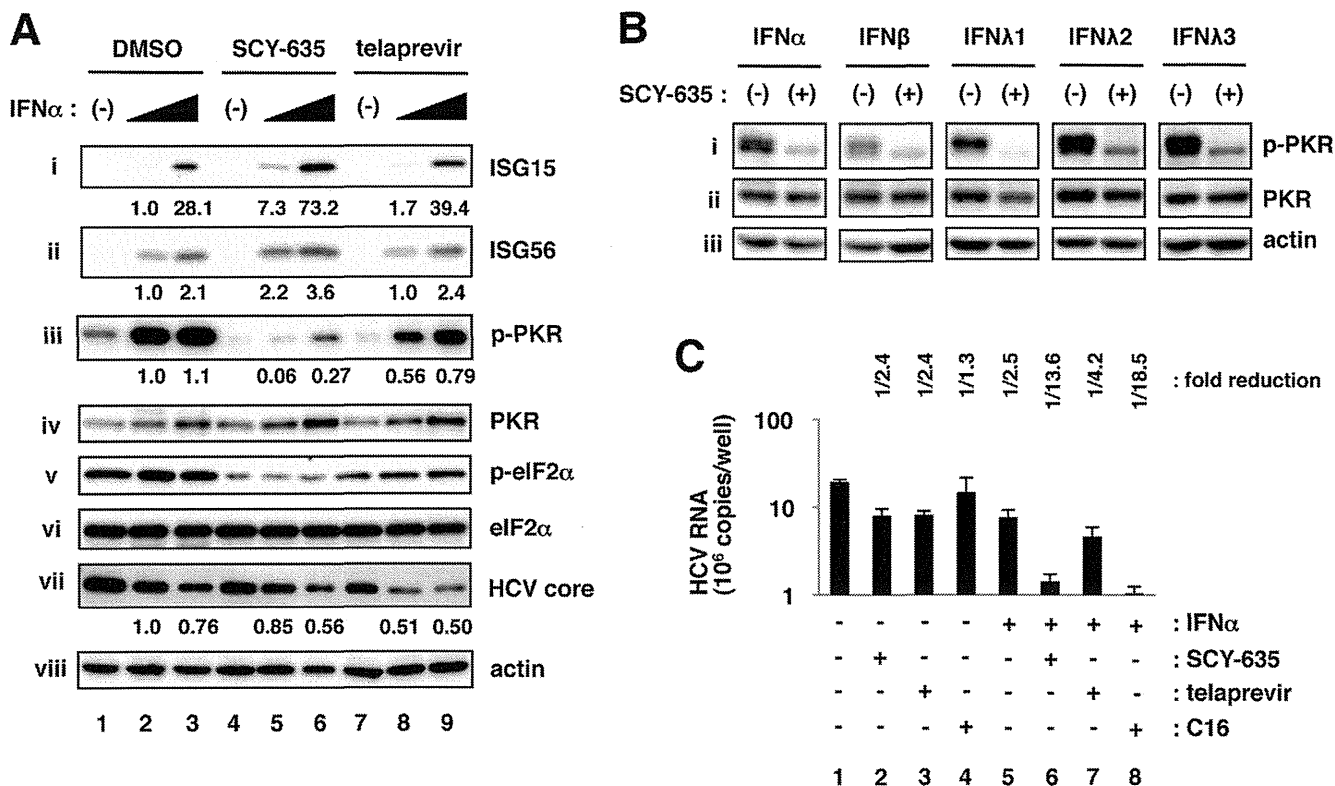 A
DMSO SCY-635 telaprevir
IFNα : (-) (-) (-)
i ISG15
1.0 28.1 7.3 73.2 1.7 39.4
ii ISG56
1.0 2.1 2.2 3.6 1.0 2.4
iii p-PKR
1.0 1.1 0.06 0.27 0.56 0.79
iv PKR
v p-eIF2α
vi eIF2α
vii HCV core
1.0 0.76 0.85 0.56 0.51 0.50
viii actin
1 2 3 4 5 6 7 8 9
B
IFNα IFNβ IFNλ1 IFNλ2 IFNλ3
SCY-635 : (-) (+) (-) (+) (-) (+) (-) (+) (-) (+)
i p-PKR
ii PKR
iii actin
C
1/2.4 1/2.4 1/1.3 1/2.5 1/13.6 1/4.2 1/18.5 : fold reduction
HCV RNA
(10⁶ copies/well)
100
10
1
- - - - + + + + : IFNα
- + - - - + - - : SCY-635
- - + - - - + - : telaprevir
- - - + - - - + : C16
1 2 3 4 5 6 7 8